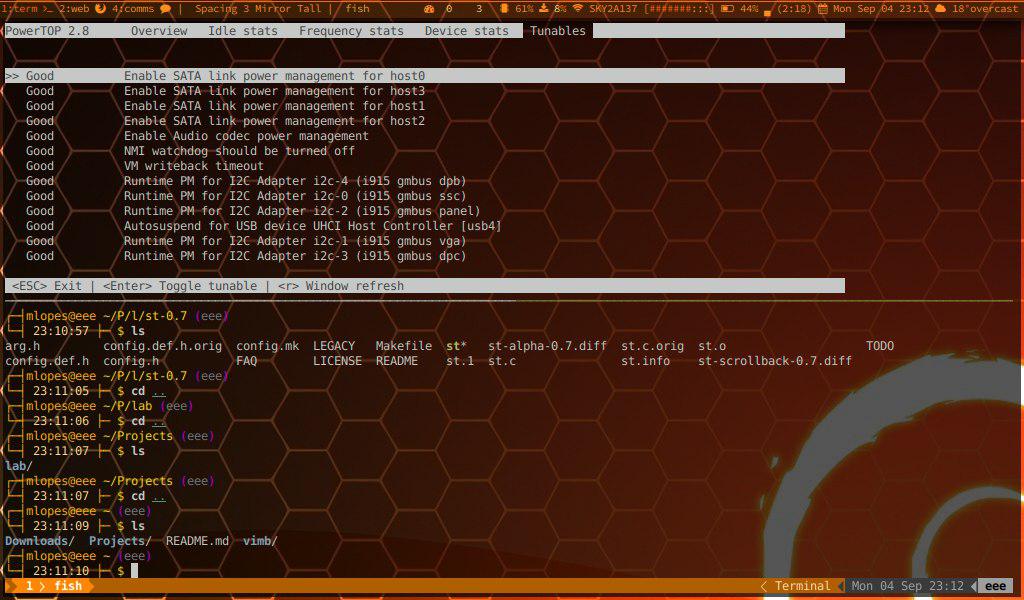 1:term 2:web 4:comms | Spacing 3 Mirror Tall | fish 0 3 61% 8% SKY2A137 [#######:::] 44% (2:18) Mon Sep 04 23:12 18°overcast
PowerTOP 2.8 Overview Idle stats Frequency stats Device stats Tunables
>> Good Enable SATA link power management for host0
Good Enable SATA link power management for host3
Good Enable SATA link power management for host1
Good Enable SATA link power management for host2
Good Enable Audio codec power management
Good NMI watchdog should be turned off
Good VM writeback timeout
Good Runtime PM for I2C Adapter i2c-4 (i915 gmbus dpb)
Good Runtime PM for I2C Adapter i2c-0 (i915 gmbus ssc)
Good Runtime PM for I2C Adapter i2c-2 (i915 gmbus panel)
Good Autosuspend for USB device UHCI Host Controller [usb4]
Good Runtime PM for I2C Adapter i2c-1 (i915 gmbus vga)
Good Runtime PM for I2C Adapter i2c-3 (i915 gmbus dpc)
<ESC> Exit | <Enter> Toggle tunable | <r> Window refresh
┌─┤mlopes@eee ~/P/l/st-0.7 (eee)
└─┤ 23:10:57 ├─ $ ls
arg.h config.def.h.orig config.mk LEGACY Makefile st* st-alpha-0.7.diff st.c.orig st.o TODO
config.def.h config.h FAQ LICENSE README st.1 st.c st.info st-scrollback-0.7.diff
┌─┤mlopes@eee ~/P/l/st-0.7 (eee)
└─┤ 23:11:05 ├─ $ cd ..
┌─┤mlopes@eee ~/P/lab (eee)
└─┤ 23:11:06 ├─ $ cd ..
┌─┤mlopes@eee ~/Projects (eee)
└─┤ 23:11:07 ├─ $ ls
lab/
┌─┤mlopes@eee ~/Projects (eee)
└─┤ 23:11:07 ├─ $ cd ..
┌─┤mlopes@eee ~ (eee)
└─┤ 23:11:09 ├─ $ ls
Downloads/ Projects/ README.md vimb/
┌─┤mlopes@eee ~ (eee)
└─┤ 23:11:10 ├─ $
1 fish Terminal Mon 04 Sep 23:12 eee